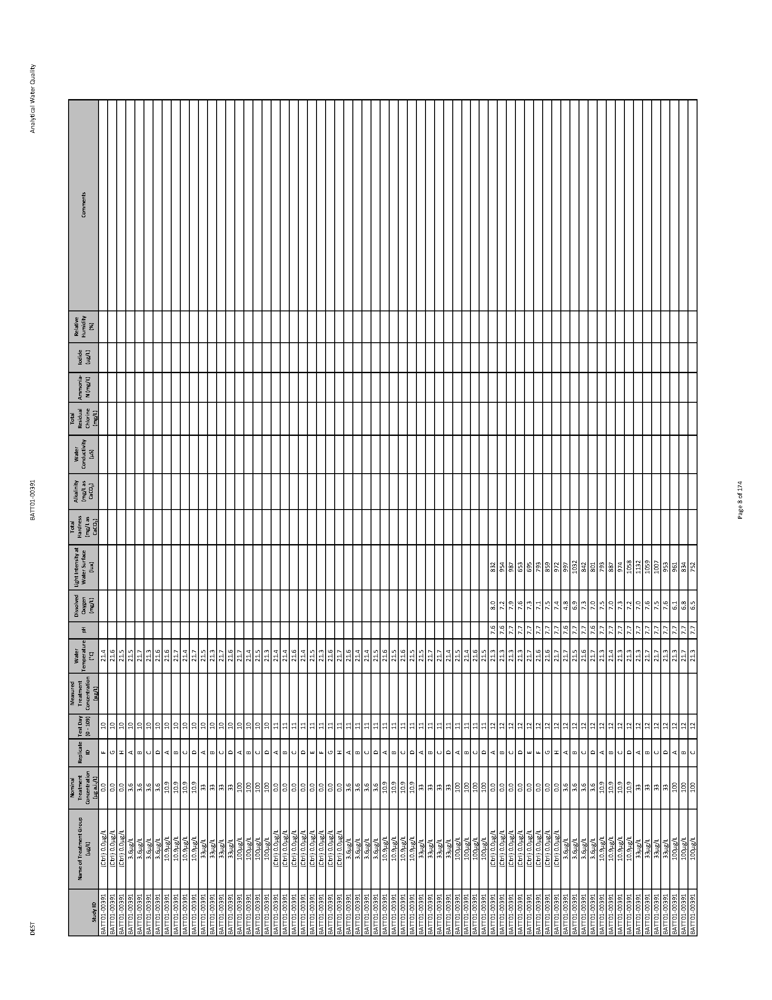 DEST BATT01-00391 Analytical Water Quality
Study ID Name of Treatment Group (µg/L) Nominal Treatment Concentration (µg a.i./L) Replicate ID Test Day (0 - 109) Measured Treatment Concentration (µg/L) Water Temperature (°C) pH Dissolved Oxygen (mg/L) Light Intensity at Water Surface (lux) Total Hardness (mg/L as CaCO₃) Alkalinity (mg/L as CaCO₃) Water Conductivity (µS) Total Residual Chlorine (mg/L) Ammonia-N (mg/L) Iodide (µg/L) Relative Humidity (%) Comments
BATT01-00391 (Ctrl) 0.0µg/L 0.0 F 10 21.4
BATT01-00391 (Ctrl) 0.0µg/L 0.0 G 10 21.6
BATT01-00391 (Ctrl) 0.0µg/L 0.0 H 10 21.5
BATT01-00391 3.6µg/L 3.6 A 10 21.5
BATT01-00391 3.6µg/L 3.6 B 10 21.7
BATT01-00391 3.6µg/L 3.6 C 10 21.3
BATT01-00391 3.6µg/L 3.6 D 10 21.6
BATT01-00391 10.9µg/L 10.9 A 10 21.6
BATT01-00391 10.9µg/L 10.9 B 10 21.7
BATT01-00391 10.9µg/L 10.9 C 10 21.4
BATT01-00391 10.9µg/L 10.9 D 10 21.7
BATT01-00391 33µg/L 33 A 10 21.5
BATT01-00391 33µg/L 33 B 10 21.3
BATT01-00391 33µg/L 33 C 10 21.7
BATT01-00391 33µg/L 33 D 10 21.6
BATT01-00391 100µg/L 100 A 10 21.7
BATT01-00391 100µg/L 100 B 10 21.4
BATT01-00391 100µg/L 100 C 10 21.5
BATT01-00391 100µg/L 100 D 10 21.3
BATT01-00391 (Ctrl) 0.0µg/L 0.0 A 11 21.4
BATT01-00391 (Ctrl) 0.0µg/L 0.0 B 11 21.4
BATT01-00391 (Ctrl) 0.0µg/L 0.0 C 11 21.6
BATT01-00391 (Ctrl) 0.0µg/L 0.0 D 11 21.4
BATT01-00391 (Ctrl) 0.0µg/L 0.0 E 11 21.5
BATT01-00391 (Ctrl) 0.0µg/L 0.0 F 11 21.3
BATT01-00391 (Ctrl) 0.0µg/L 0.0 G 11 21.6
BATT01-00391 (Ctrl) 0.0µg/L 0.0 H 11 21.7
BATT01-00391 3.6µg/L 3.6 A 11 21.6
BATT01-00391 3.6µg/L 3.6 B 11 21.4
BATT01-00391 3.6µg/L 3.6 C 11 21.4
BATT01-00391 3.6µg/L 3.6 D 11 21.5
BATT01-00391 10.9µg/L 10.9 A 11 21.6
BATT01-00391 10.9µg/L 10.9 B 11 21.5
BATT01-00391 10.9µg/L 10.9 C 11 21.6
BATT01-00391 10.9µg/L 10.9 D 11 21.5
BATT01-00391 33µg/L 33 A 11 21.5
BATT01-00391 33µg/L 33 B 11 21.7
BATT01-00391 33µg/L 33 C 11 21.7
BATT01-00391 33µg/L 33 D 11 21.4
BATT01-00391 100µg/L 100 A 11 21.5
BATT01-00391 100µg/L 100 B 11 21.4
BATT01-00391 100µg/L 100 C 11 21.6
BATT01-00391 100µg/L 100 D 11 21.5
BATT01-00391 (Ctrl) 0.0µg/L 0.0 A 12 21.3 7.6 8.0 832
BATT01-00391 (Ctrl) 0.0µg/L 0.0 B 12 21.3 7.6 7.2 954
BATT01-00391 (Ctrl) 0.0µg/L 0.0 C 12 21.3 7.7 7.9 987
BATT01-00391 (Ctrl) 0.0µg/L 0.0 D 12 21.3 7.7 7.6 653
BATT01-00391 (Ctrl) 0.0µg/L 0.0 E 12 21.7 7.7 7.3 695
BATT01-00391 (Ctrl) 0.0µg/L 0.0 F 12 21.6 7.7 7.1 793
BATT01-00391 (Ctrl) 0.0µg/L 0.0 G 12 21.6 7.7 7.5 859
BATT01-00391 (Ctrl) 0.0µg/L 0.0 H 12 21.7 7.7 7.4 972
BATT01-00391 3.6µg/L 3.6 A 12 21.7 7.6 4.8 997
BATT01-00391 3.6µg/L 3.6 B 12 21.5 7.7 6.9 1032
BATT01-00391 3.6µg/L 3.6 C 12 21.6 7.7 7.3 842
BATT01-00391 3.6µg/L 3.6 D 12 21.7 7.6 7.0 801
BATT01-00391 10.9µg/L 10.9 A 12 21.3 7.7 7.5 793
BATT01-00391 10.9µg/L 10.9 B 12 21.4 7.7 7.0 887
BATT01-00391 10.9µg/L 10.9 C 12 21.3 7.7 7.3 974
BATT01-00391 10.9µg/L 10.9 D 12 21.3 7.7 7.2 1058
BATT01-00391 33µg/L 33 A 12 21.3 7.7 7.0 1132
BATT01-00391 33µg/L 33 B 12 21.7 7.7 7.6 1059
BATT01-00391 33µg/L 33 C 12 21.7 7.7 7.5 1007
BATT01-00391 33µg/L 33 D 12 21.3 7.7 7.6 953
BATT01-00391 100µg/L 100 A 12 21.3 7.7 6.1 961
BATT01-00391 100µg/L 100 B 12 21.7 7.7 6.8 834
BATT01-00391 100µg/L 100 C 12 21.3 7.7 6.5 752
Page 8 of 174